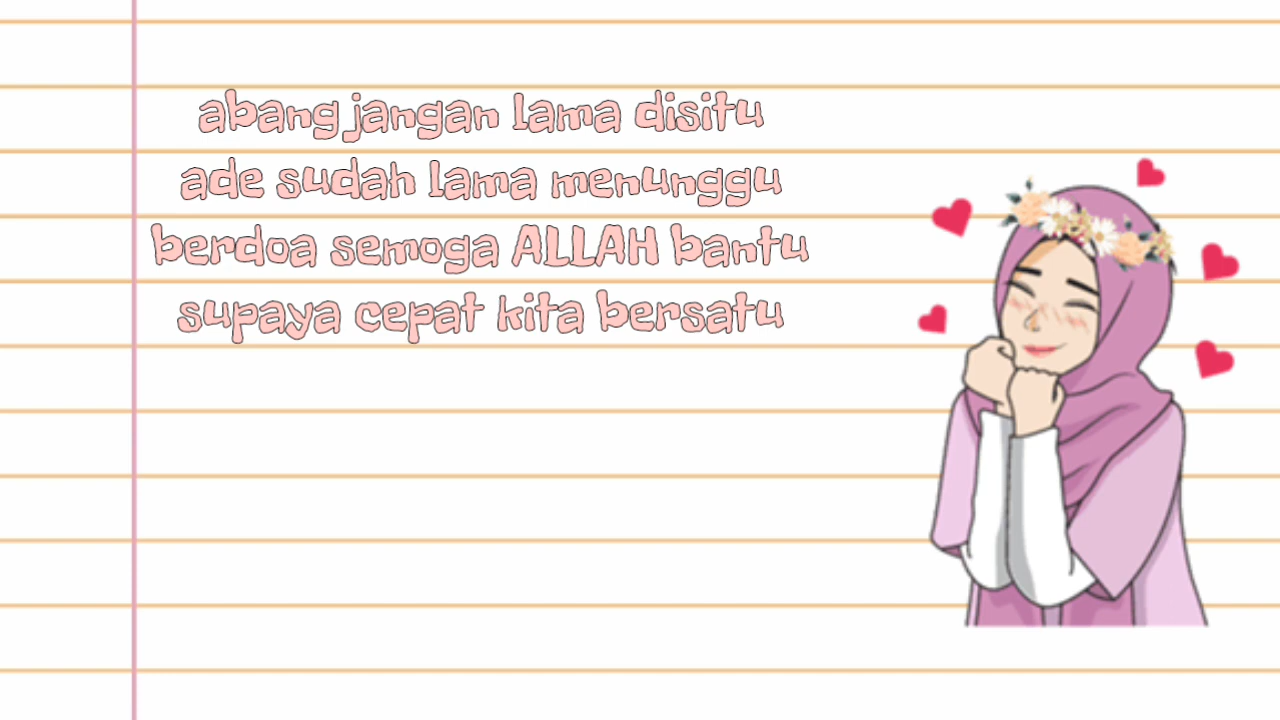 abang jangan lama disitu
ade sudah lama menunggu
berdoa semoga ALLAH bantu
supaya cepat kita bersatu